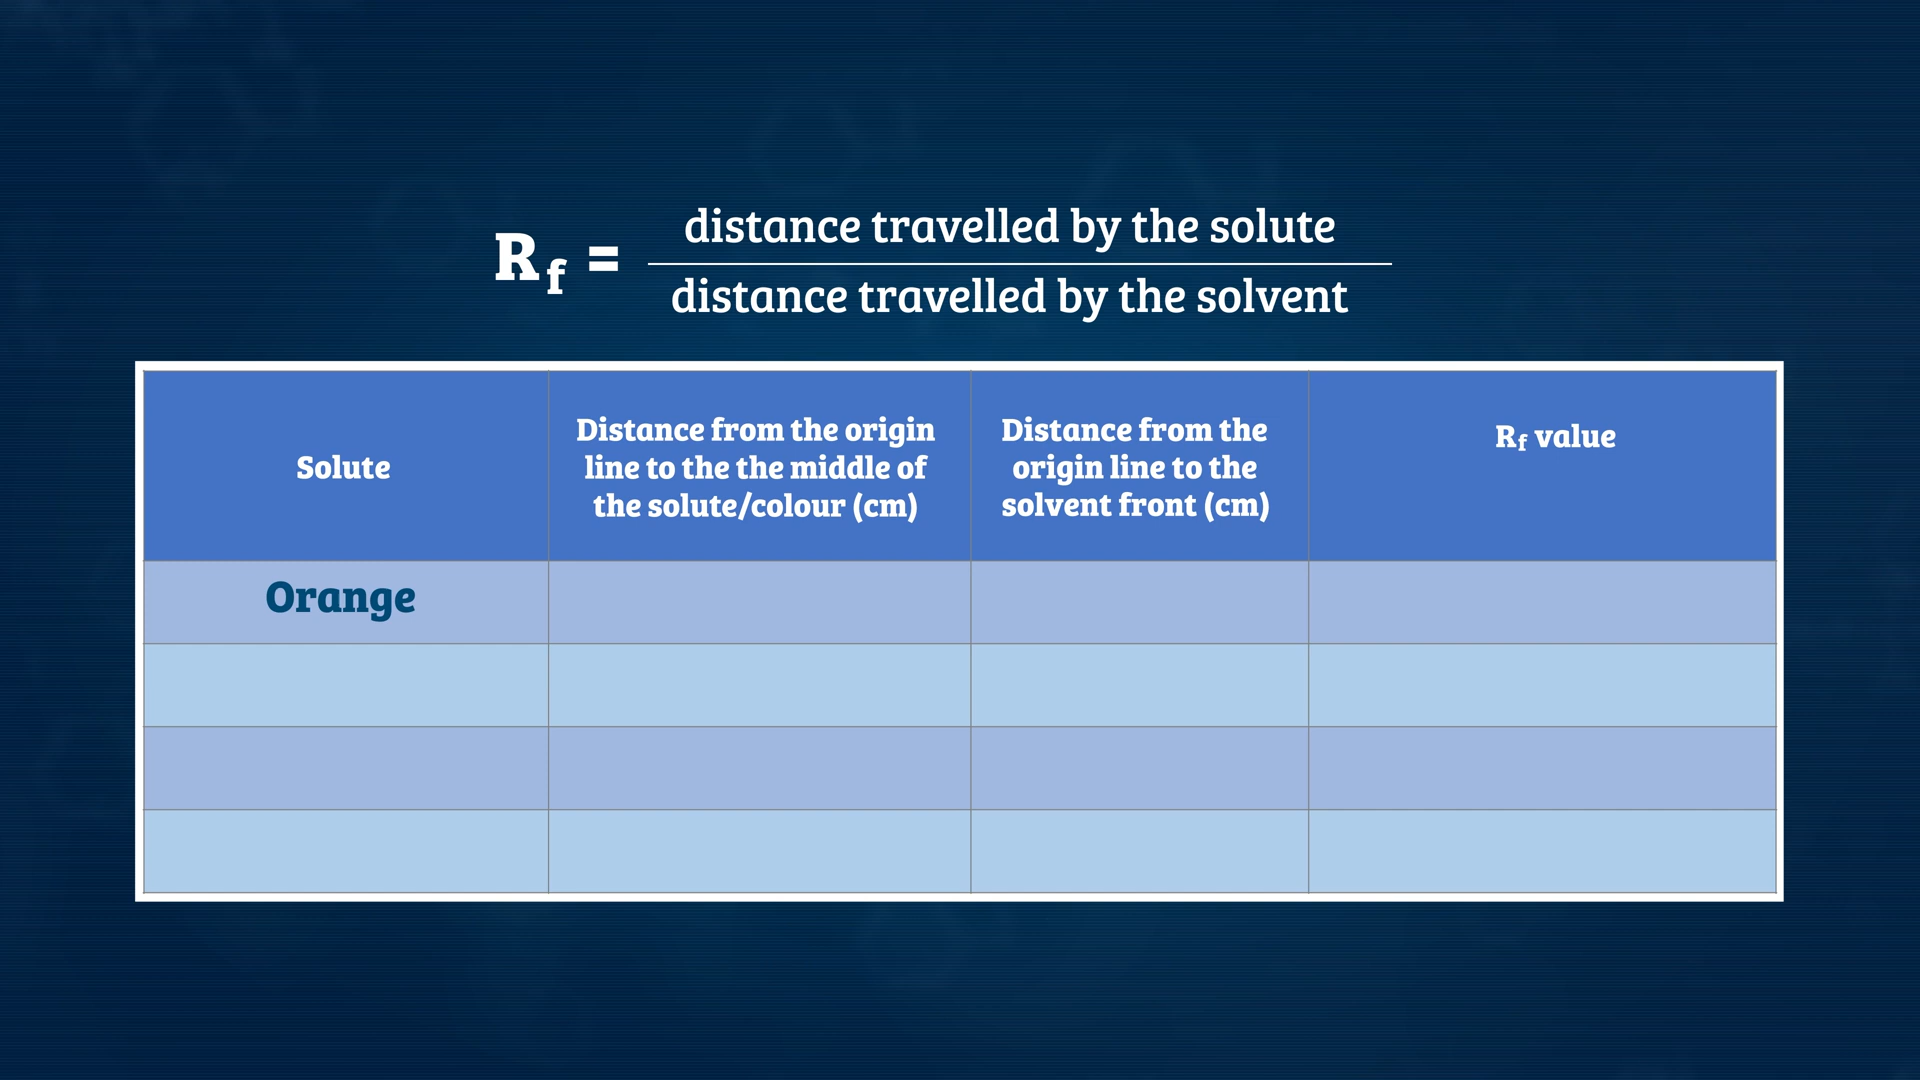 Rf = distance travelled by the solute
distance travelled by the solvent
Solute
Distance from the origin
line to the the middle of
the solute/colour (cm)
Distance from the
origin line to the
solvent front (cm)
Rf value
Orange